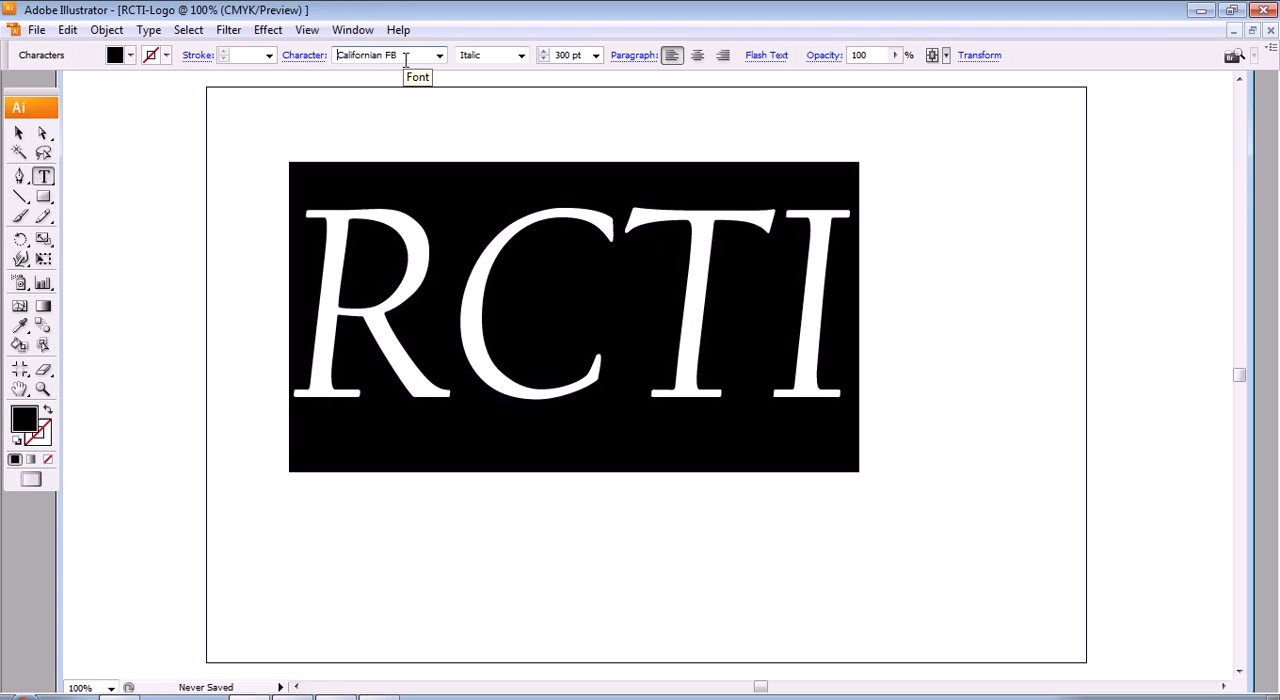 Adobe Illustrator - [RCTI-Logo @ 100% (CMYK/Preview) ]
File Edit Object Type Select Filter Effect View Window Help
Characters Stroke: Character: Californian FB Italic 300 pt Paragraph: Flash Text Opacity: 100 % Transform
Font
Ai
RCTI
100% Never Saved